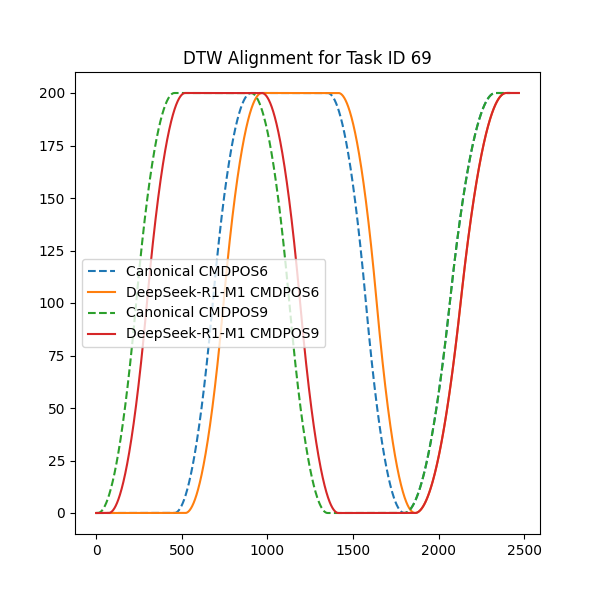 DTW Alignment for Task ID 69
200
175
150
125
100
75
50
25
0
Canonical CMDPOS6
DeepSeek-R1-M1 CMDPOS6
Canonical CMDPOS9
DeepSeek-R1-M1 CMDPOS9
0 500 1000 1500 2000 2500